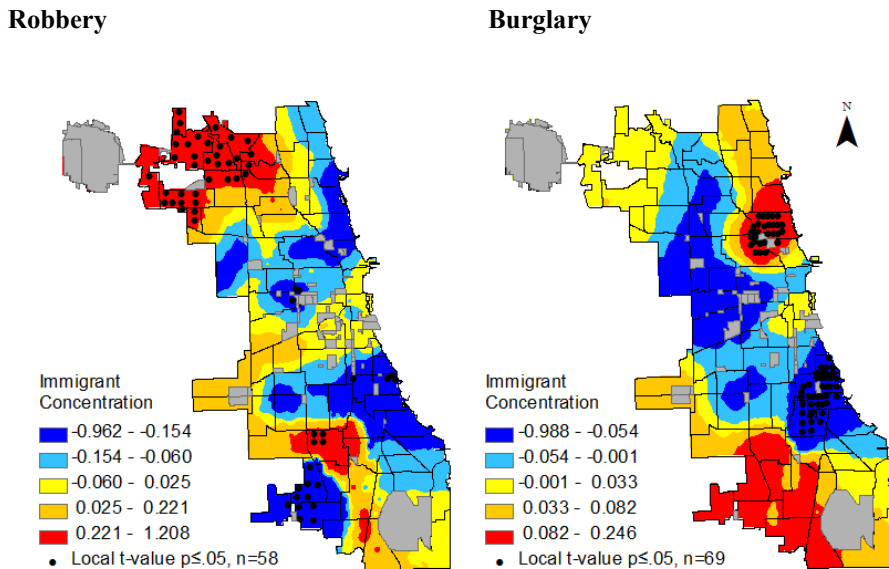 Robbery
Burglary
N
Immigrant
Concentration
-0.962 - -0.154
-0.154 - -0.060
-0.060 - 0.025
0.025 - 0.221
0.221 - 1.208
Local t-value p≤.05, n=58
Immigrant
Concentration
-0.988 - -0.054
-0.054 - -0.001
-0.001 - 0.033
0.033 - 0.082
0.082 - 0.246
Local t-value p≤.05, n=69